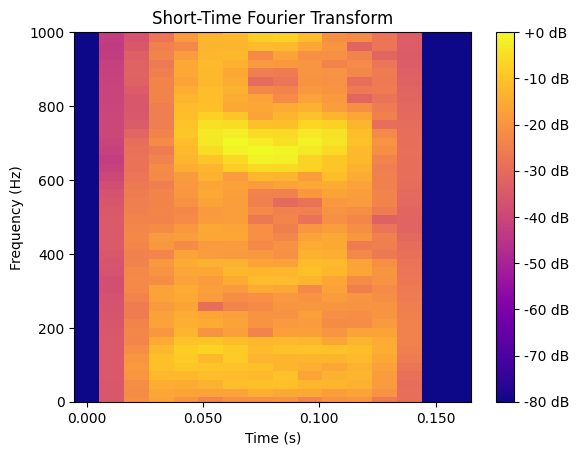 Short-Time Fourier Transform
1000
800
600
400
200
0
Frequency (Hz)
0.000
0.050
0.100
0.150
Time (s)
+0 dB
-10 dB
-20 dB
-30 dB
-40 dB
-50 dB
-60 dB
-70 dB
-80 dB